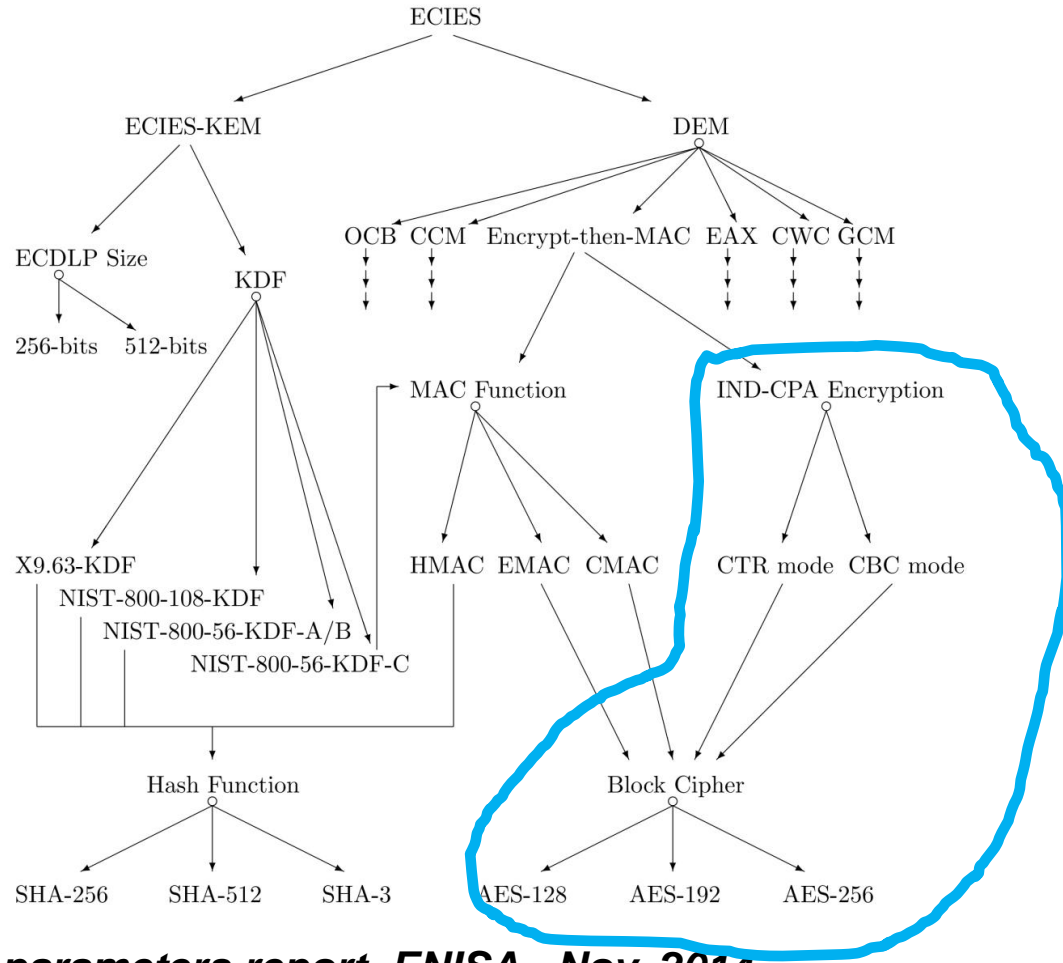 ECIES
ECIES-KEM DEM
OCB CCM Encrypt-then-MAC EAX CWC GCM
ECDLP Size
KDF
256-bits 512-bits
MAC Function IND-CPA Encryption
X9.63-KDF HMAC EMAC CMAC CTR mode CBC mode
NIST-800-108-KDF
NIST-800-56-KDF-A/B
NIST-800-56-KDF-C
Hash Function Block Cipher
SHA-256 SHA-512 SHA-3 AES-128 AES-192 AES-256
parameters report, ENISA, Nov. 2014